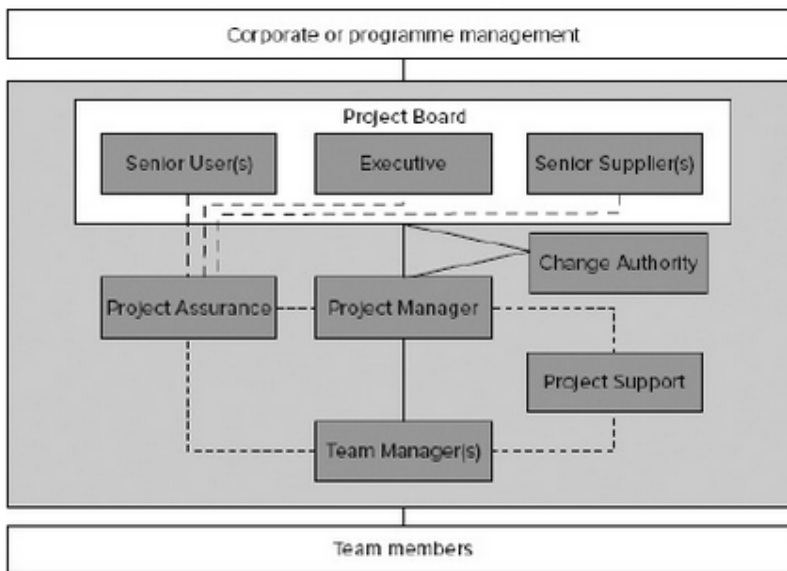 Corporate or programme management
Project Board
Senior User(s)
Executive
Senior Supplier(s)
Change Authority
Project Assurance
Project Manager
Project Support
Team Manager(s)
Team members